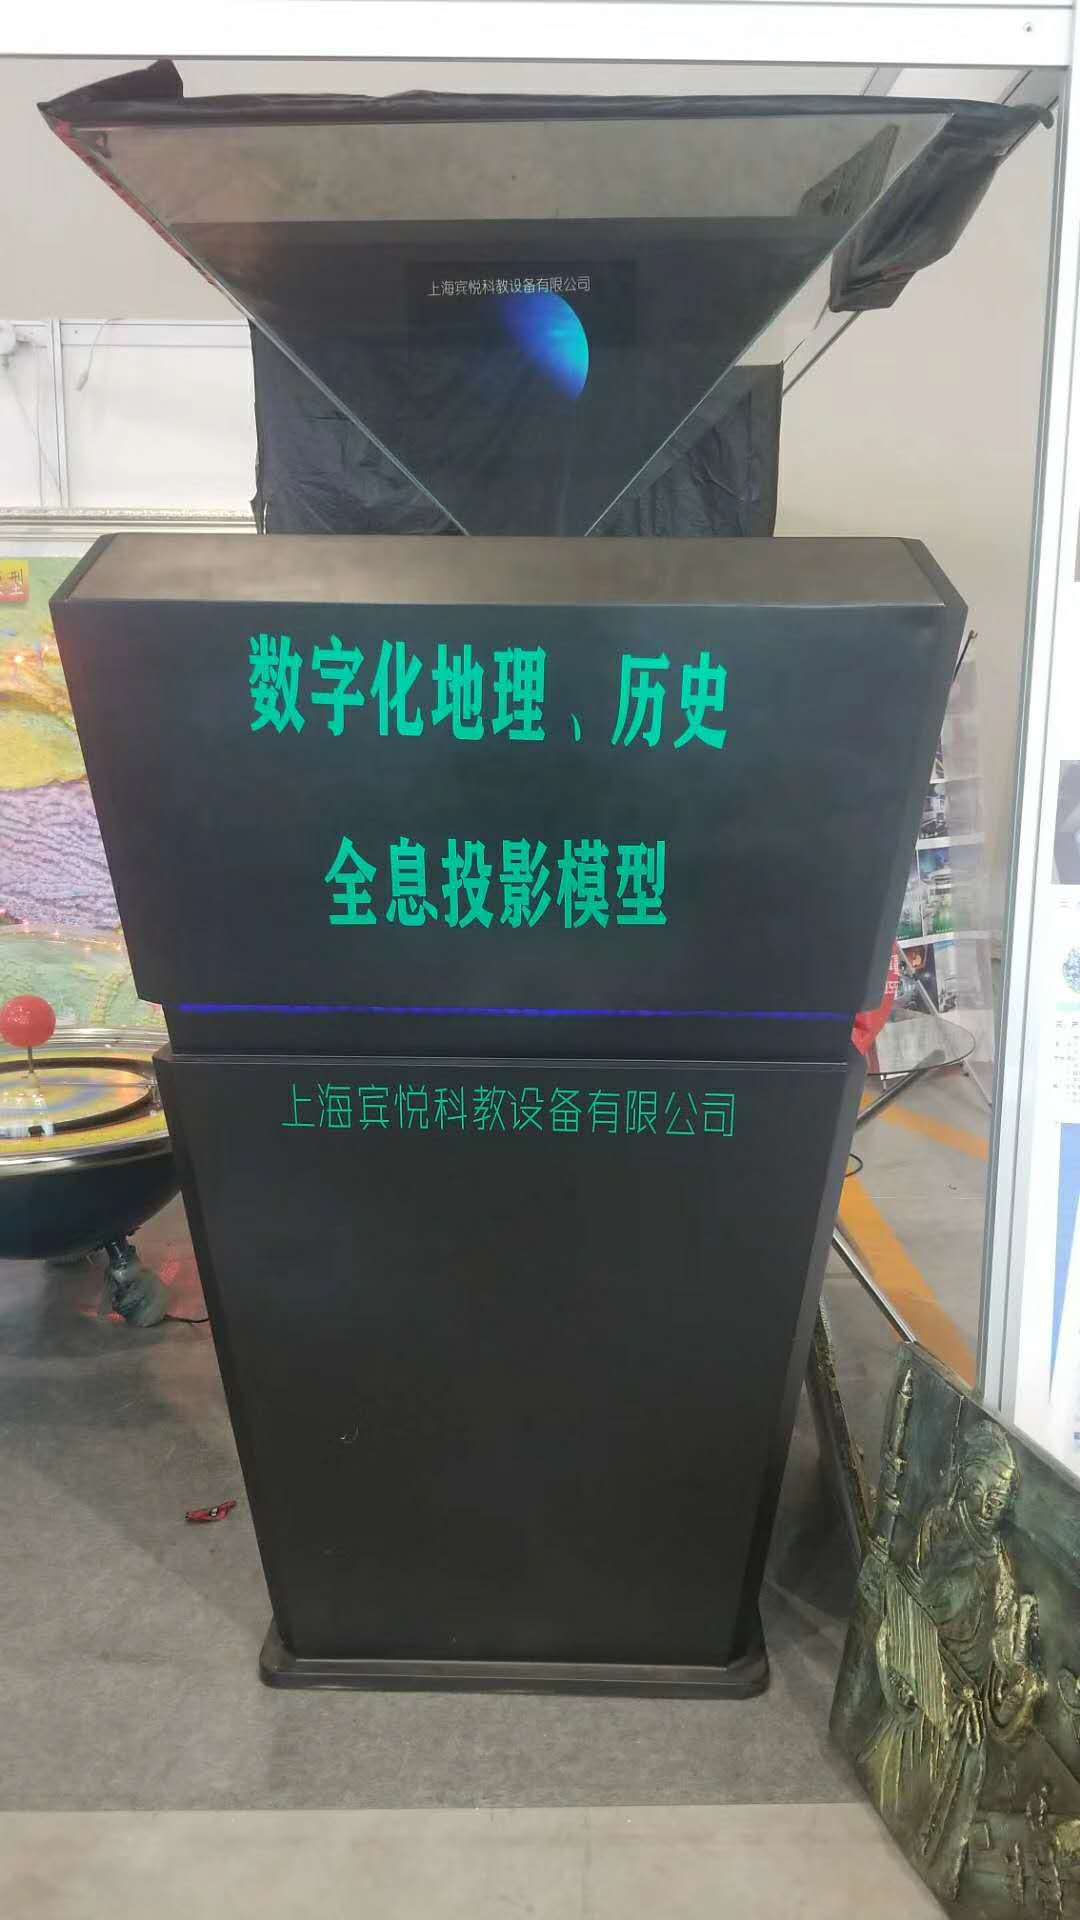 上海宾悦科教设备有限公司
型
数字化地理、历史
全息投影模型
上海宾悦科教设备有限公司